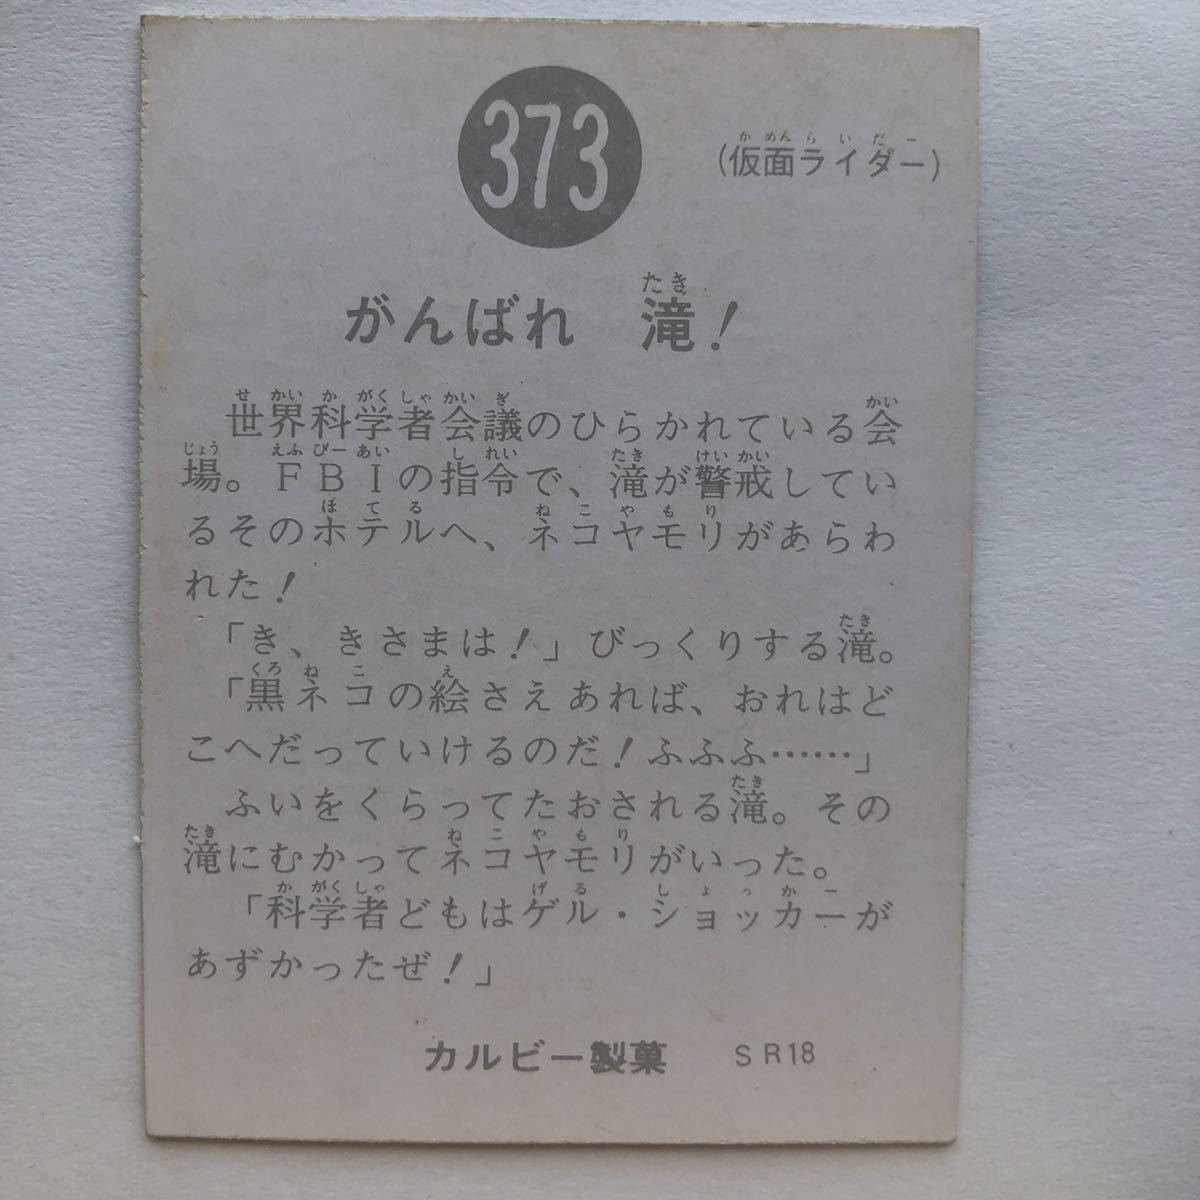 373
(仮面ライダー)
がんばれ　滝！
世界科学者会議のひらかれている会
場。ＦＢＩの指令で、滝が警戒してい
るそのホテルへ、ネコヤモリがあらわ
れた！
「き、きさまは！」びっくりする滝。
「黒ネコの絵さえあれば、おれはど
こへだっていけるのだ！ふふふ……」
ふいをくらってたおされる滝。その
滝にむかってネコヤモリがいった。
「科学者どもはゲル・ショッカーが
あずかったぜ！」
カルビー製菓　SR18